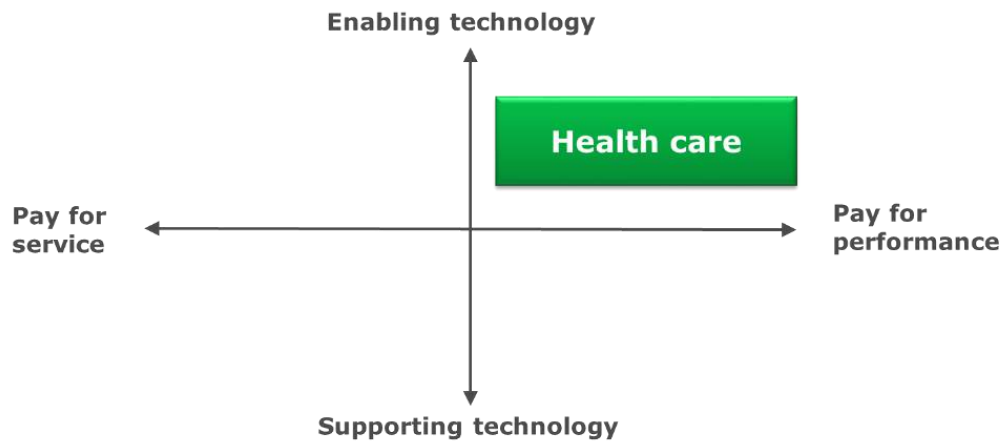 Enabling technology
Health care
Pay for
service
Pay for
performance
Supporting technology